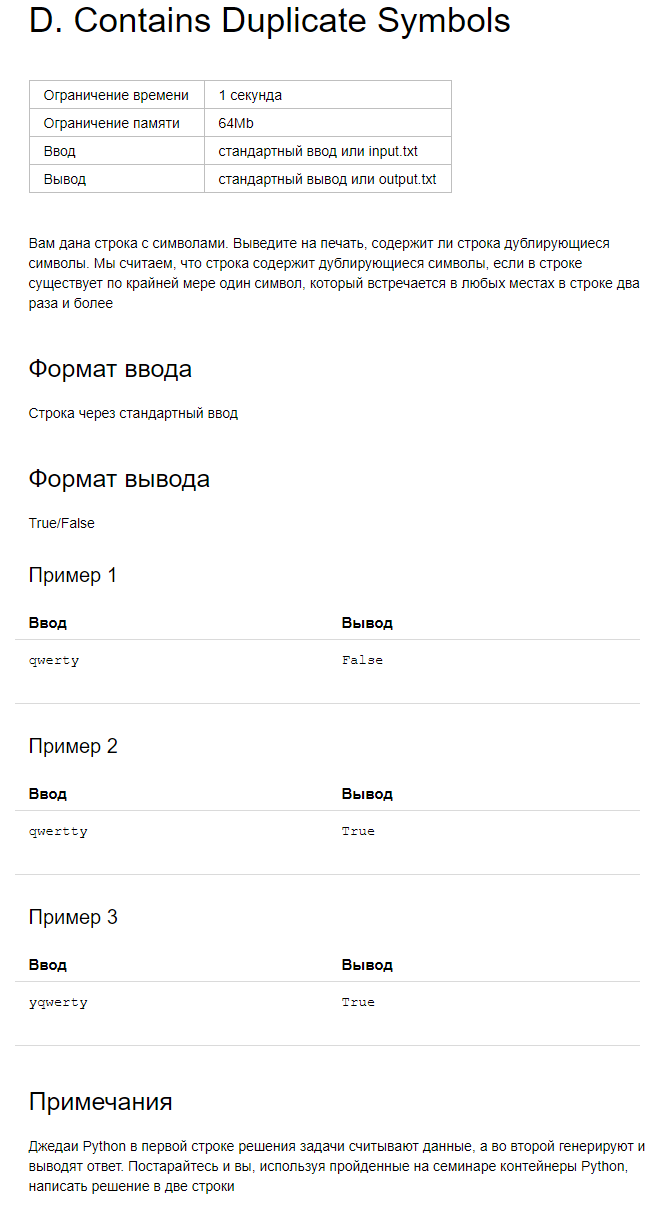 D. Contains Duplicate Symbols
Ограничение времени 1 секунда
Ограничение памяти 64Mb
Ввод стандартный ввод или input.txt
Вывод стандартный вывод или output.txt
Вам дана строка с символами. Выведите на печать, содержит ли строка дублирующиеся
символы. Мы считаем, что строка содержит дублирующиеся символы, если в строке
существует по крайней мере один символ, который встречается в любых местах в строке два
раза и более
Формат ввода
Строка через стандартный ввод
Формат вывода
True/False
Пример 1
Ввод Вывод
qwerty False
Пример 2
Ввод Вывод
qwertty True
Пример 3
Ввод Вывод
yqwerty True
Примечания
Джедаи Python в первой строке решения задачи считывают данные, а во второй генерируют и
выводят ответ. Постарайтесь и вы, используя пройденные на семинаре контейнеры Python,
написать решение в две строки